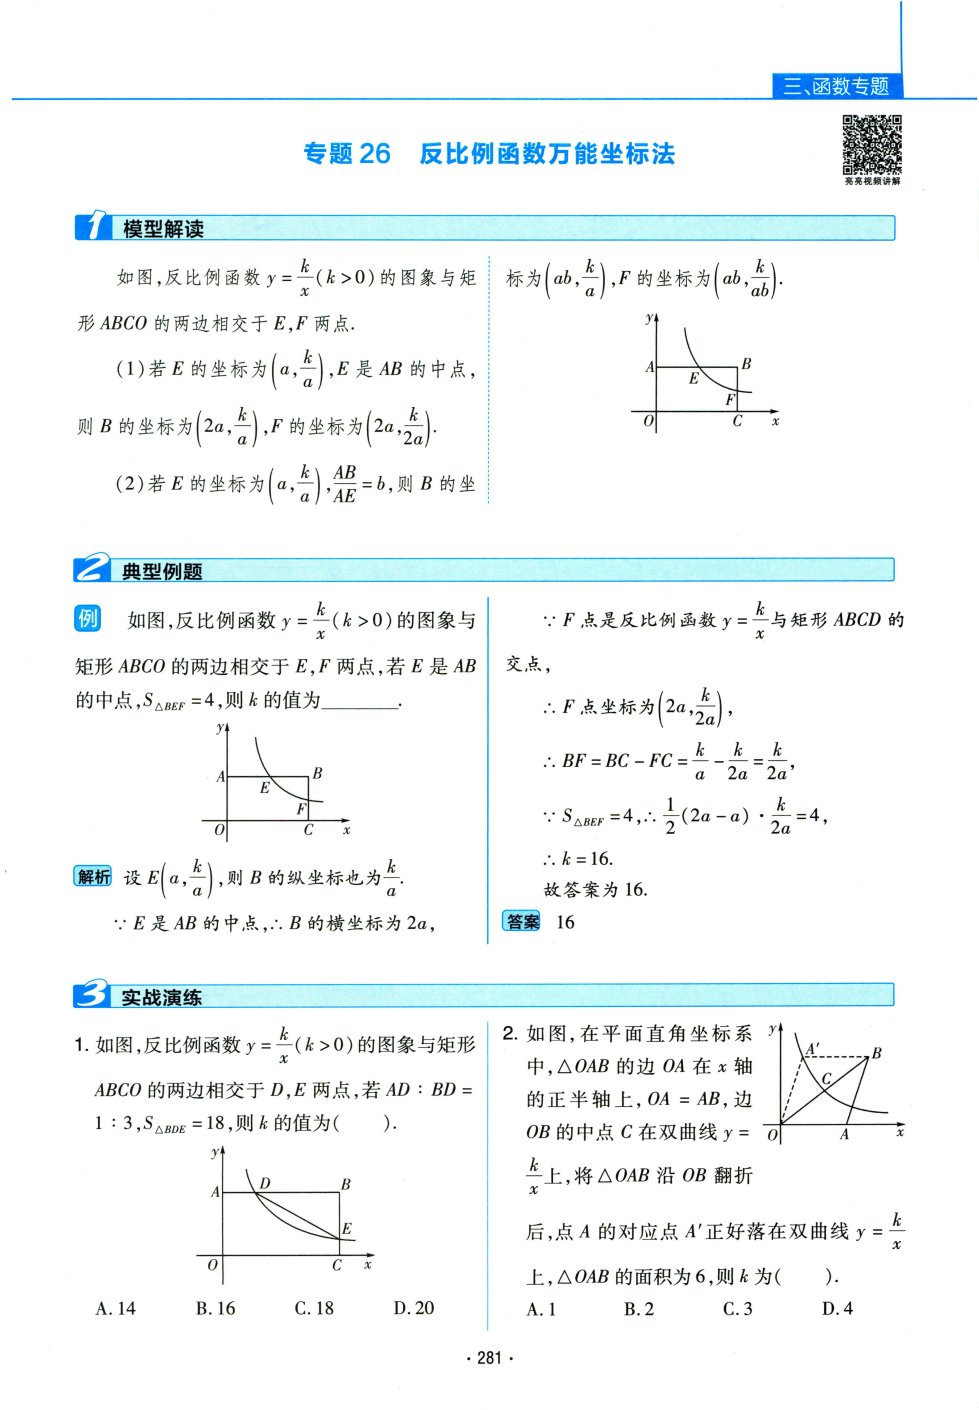 三、函数专题
专题 26 反比例函数万能坐标法
亮亮视频讲解
1 模型解读
如图,反比例函数 y = k/x (k > 0) 的图象与矩
形 ABCO 的两边相交于 E,F 两点.
(1)若 E 的坐标为(a, k/a),E 是 AB 的中点,
则 B 的坐标为(2a, k/a),F 的坐标为(2a, k/2a).
(2)若 E 的坐标为(a, k/a), AB/AE = b,则 B 的坐
标为(ab, k/a),F 的坐标为(ab, k/ab).
y
A
B
E
F
O
C
x
2 典型例题
例 如图,反比例函数 y = k/x (k > 0) 的图象与
矩形 ABCO 的两边相交于 E,F 两点,若 E 是 AB
的中点,S△BEF = 4,则 k 的值为________.
y
A
B
E
F
O
C
x
解析 设 E(a, k/a),则 B 的纵坐标也为 k/a.
∵ E 是 AB 的中点,∴ B 的横坐标为 2a,
∵ F 点是反比例函数 y = k/x 与矩形 ABCD 的
交点,
∴ F 点坐标为(2a, k/2a),
∴ BF = BC - FC = k/a - k/2a = k/2a,
∵ S△BEF = 4,∴ 1/2 (2a - a) · k/2a = 4,
∴ k = 16.
故答案为 16.
答案 16
3 实战演练
1. 如图,反比例函数 y = k/x (k > 0) 的图象与矩形
ABCO 的两边相交于 D,E 两点,若 AD : BD =
1 : 3,S△BDE = 18,则 k 的值为( ).
y
A
D
B
E
O
C
x
A. 14 B. 16 C. 18 D. 20
2. 如图,在平面直角坐标系
中,△OAB 的边 OA 在 x 轴
的正半轴上,OA = AB,边
OB 的中点 C 在双曲线 y =
k/x 上,将△OAB 沿 OB 翻折
后,点 A 的对应点 A′正好落在双曲线 y = k/x
上,△OAB 的面积为 6,则 k 为( ).
y
A′
B
C
O
A
x
A. 1 B. 2 C. 3 D. 4
· 281 ·